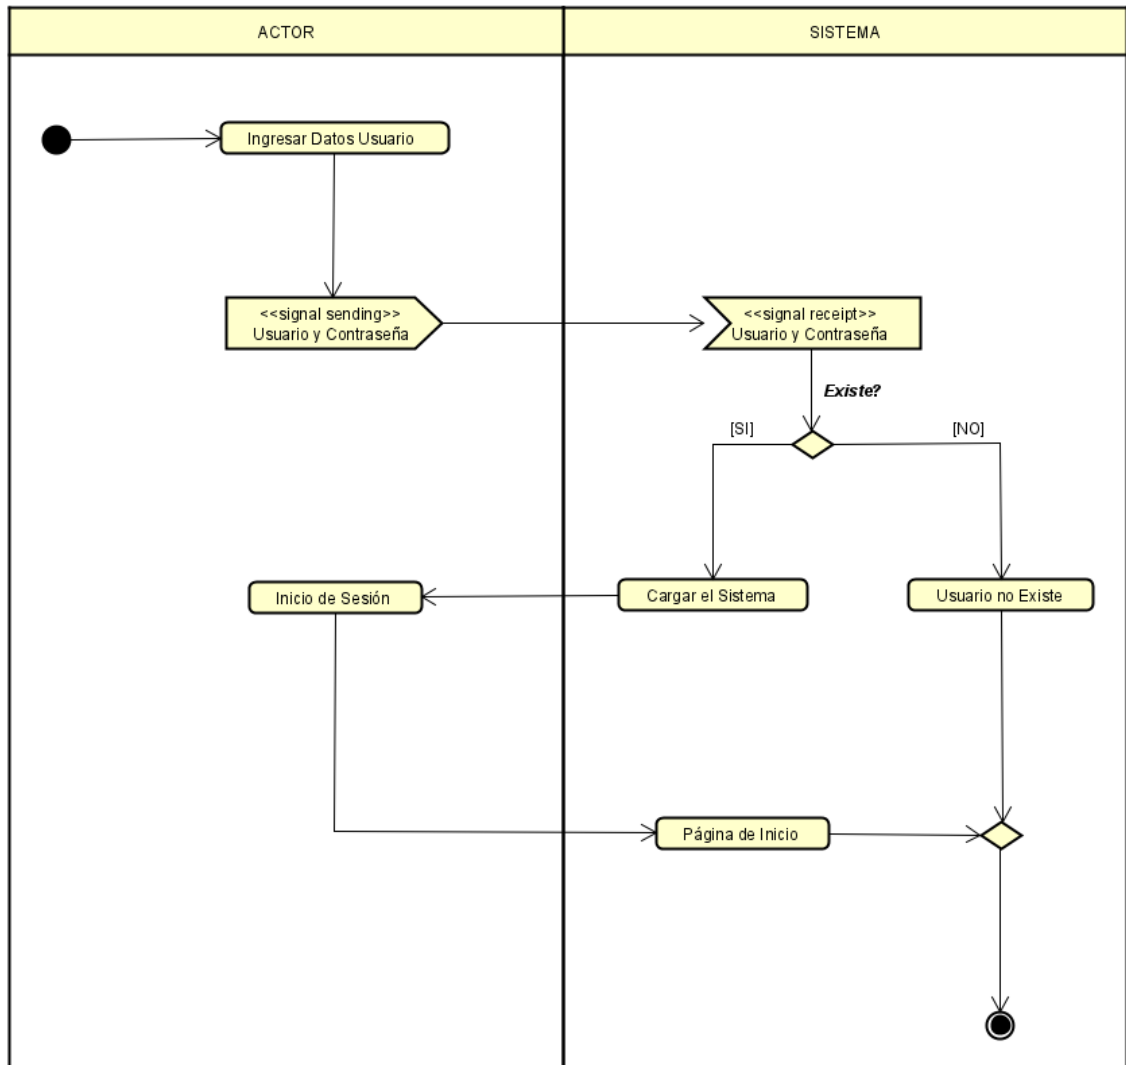 ACTOR
SISTEMA
Ingresar Datos Usuario
<<signal sending>>
Usuario y Contraseña
<<signal receipt>>
Usuario y Contraseña
Existe?
[SI]
[NO]
Inicio de Sesión
Cargar el Sistema
Usuario no Existe
Página de Inicio